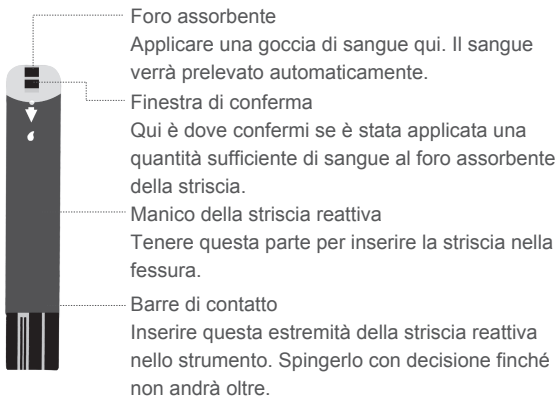 Foro assorbente
Applicare una goccia di sangue qui. Il sangue
verrà prelevato automaticamente.
Finestra di conferma
Qui è dove confermi se è stata applicata una
quantità sufficiente di sangue al foro assorbente
della striscia.
Manico della striscia reattiva
Tenere questa parte per inserire la striscia nella
fessura.
Barre di contatto
Inserire questa estremità della striscia reattiva
nello strumento. Spingerlo con decisione finché
non andrà oltre.